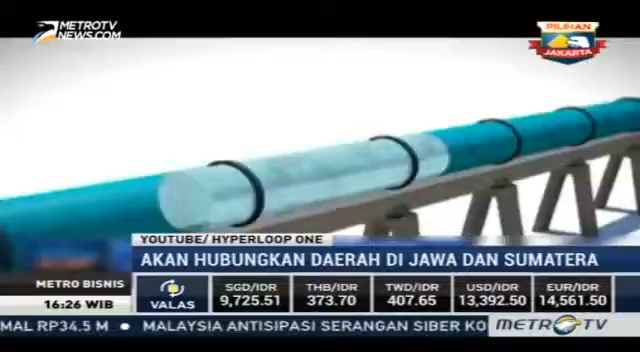 METROTV
NEWS.COM
PILIHAN
JAKARTA
YOUTUBE/ HYPERLOOP ONE
AKAN HUBUNGKAN DAERAH DI JAWA DAN SUMATERA
METRO BISNIS
16:26 WIB
VALAS
SGD/IDR THB/IDR TWD/IDR USD/IDR EUR/IDR
9,725.51 373.70 407.65 13,392.50 14,561.50
MAL RP34.5 M MALAYSIA ANTISIPASI SERANGAN SIBER KO
METRO TV